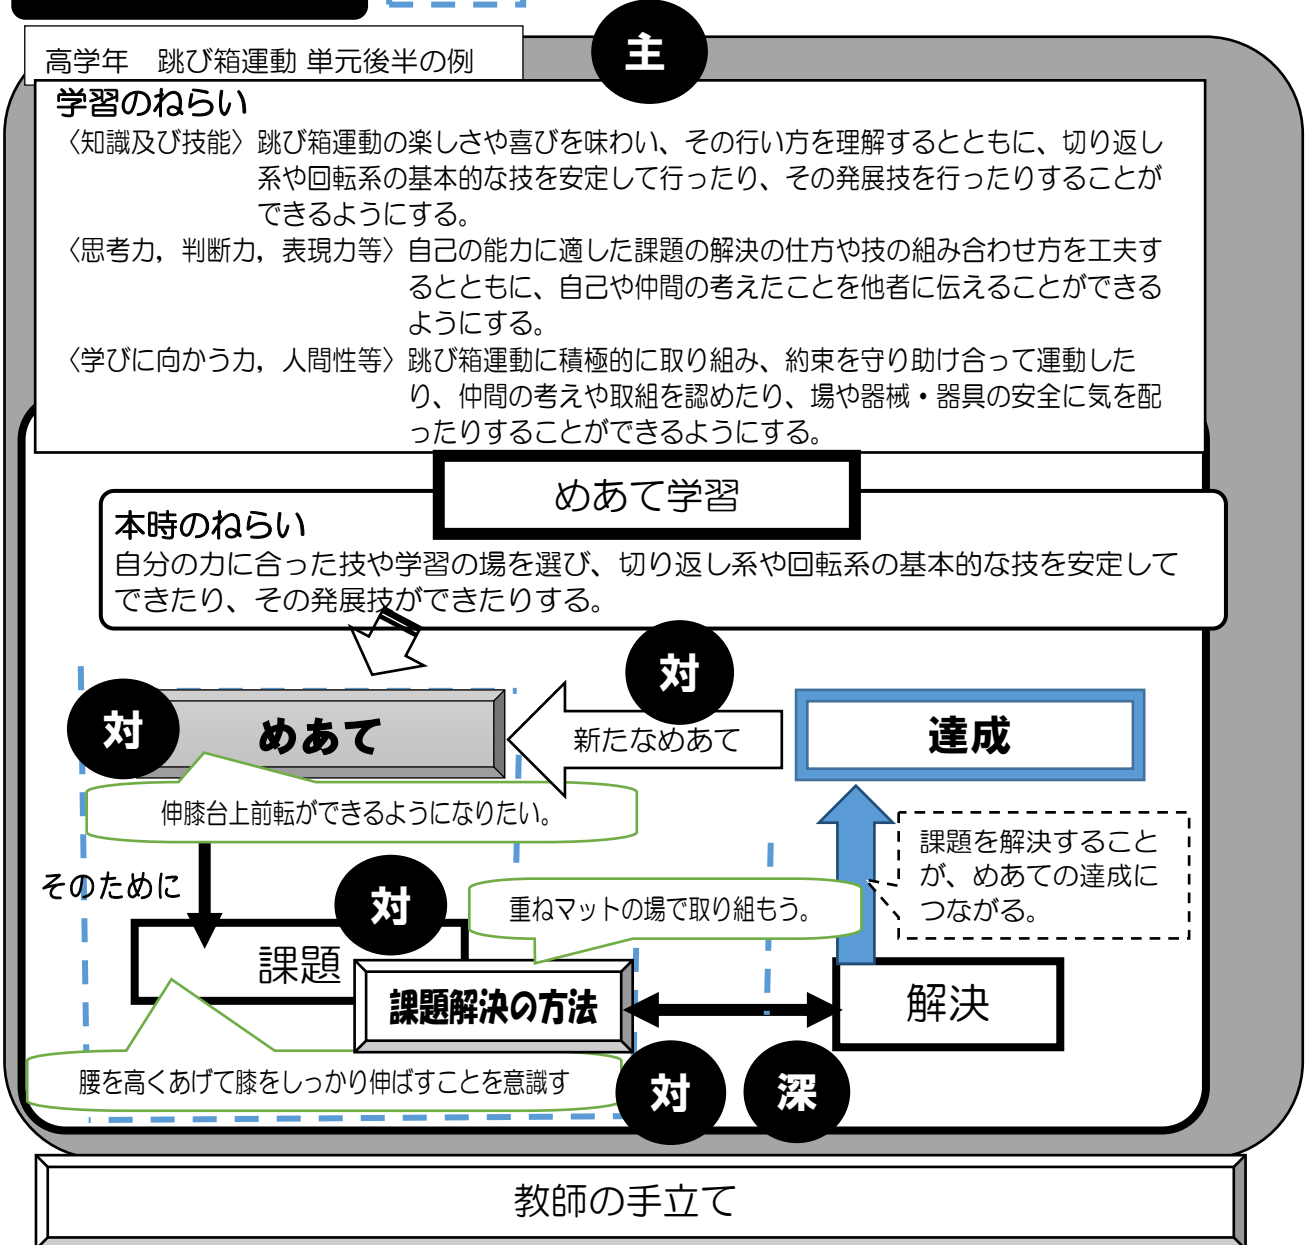 主
高学年　跳び箱運動 単元後半の例
学習のねらい
〈知識及び技能〉跳び箱運動の楽しさや喜びを味わい、その行い方を理解するとともに、切り返し
系や回転系の基本的な技を安定して行ったり、その発展技を行ったりすることが
できるようにする。
〈思考力，判断力，表現力等〉自己の能力に適した課題の解決の仕方や技の組み合わせ方を工夫す
るとともに、自己や仲間の考えたことを他者に伝えることができる
ようにする。
〈学びに向かう力，人間性等〉跳び箱運動に積極的に取り組み、約束を守り助け合って運動した
り、仲間の考えや取組を認めたり、場や器械・器具の安全に気を配
ったりすることができるようにする。
めあて学習
本時のねらい
自分の力に合った技や学習の場を選び、切り返し系や回転系の基本的な技を安定して
できたり、その発展技ができたりする。
対
対
めあて
新たなめあて
達成
伸膝台上前転ができるようになりたい。
課題を解決すること
が、めあての達成に
つながる。
そのために
対
重ねマットの場で取り組もう。
課題
課題解決の方法
解決
腰を高くあげて膝をしっかり伸ばすことを意識す
対
深
教師の手立て